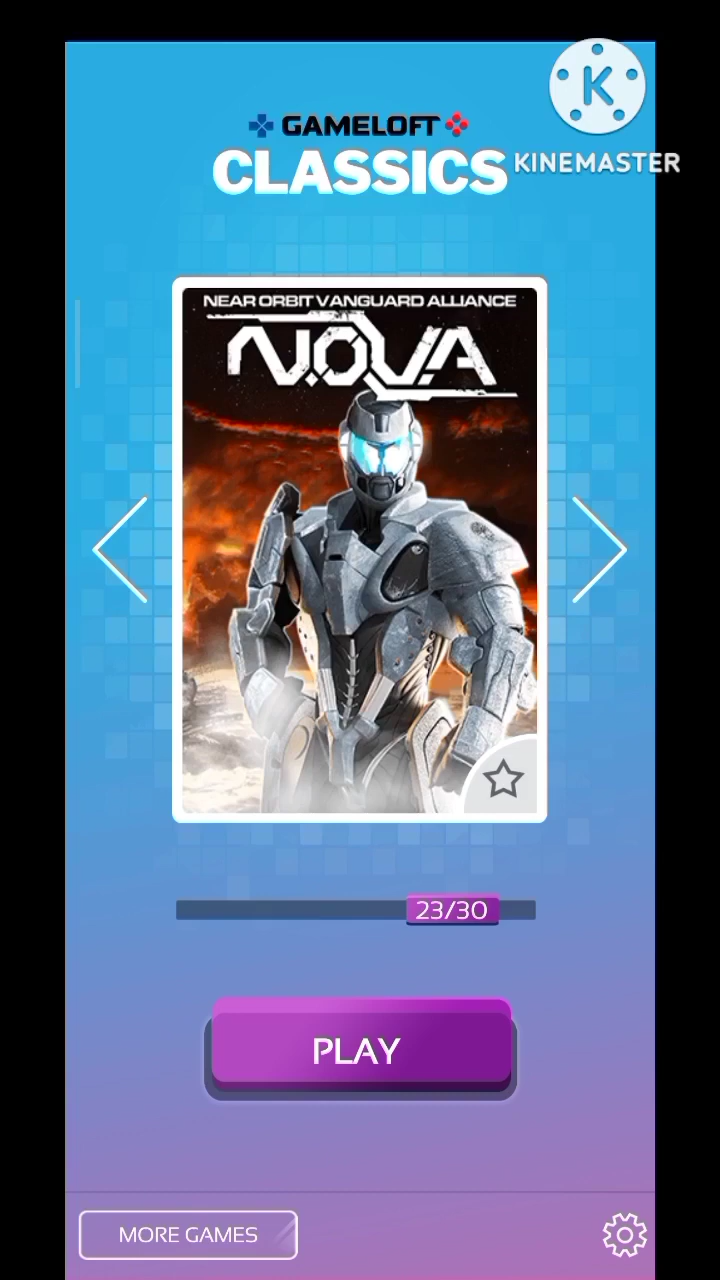 GAMELOFT
CLASSICS
K
KINEMASTER
NEAR ORBIT VANGUARD ALLIANCE
N.O.V.A
23/30
PLAY
MORE GAMES